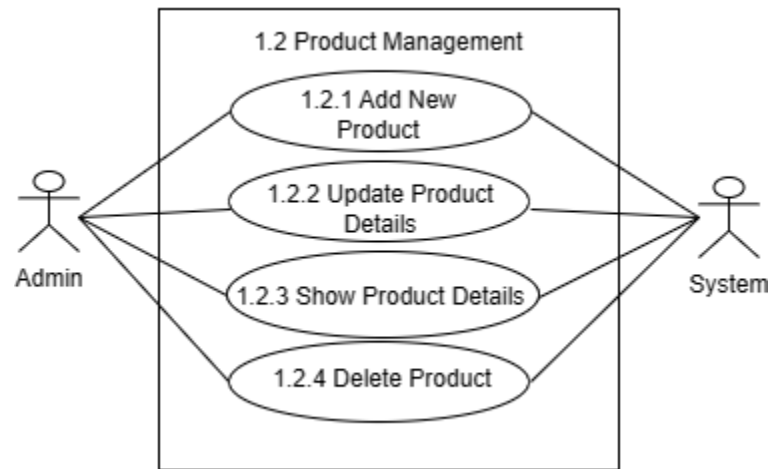 1.2 Product Management
1.2.1 Add New
Product
1.2.2 Update Product
Details
1.2.3 Show Product Details
1.2.4 Delete Product
Admin
System